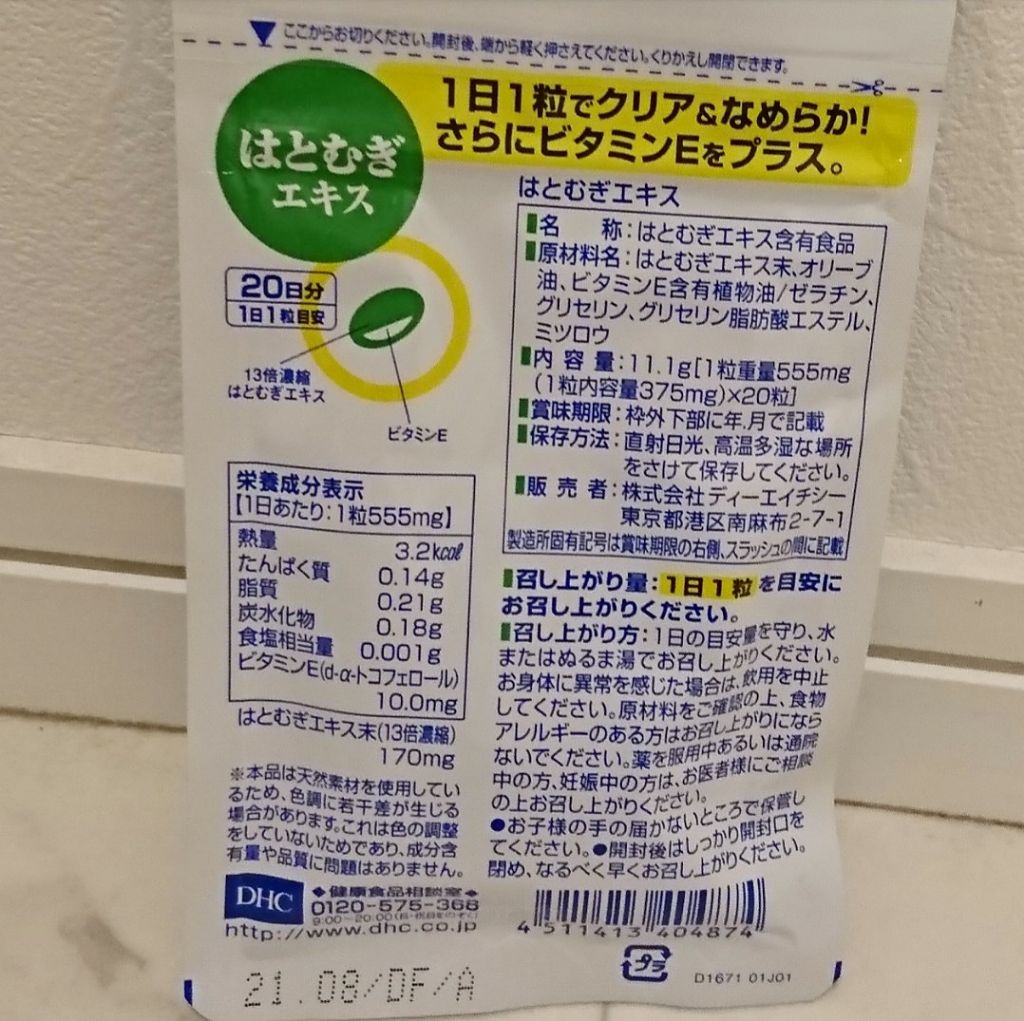 ここからお切りください。開封後、端から軽く押さえてください。くりかえし開閉できます。
はとむぎ
エキス
1日1粒でクリア&なめらか!
さらにビタミンEをプラス。
20日分
1日1粒目安
13倍濃縮
はとむぎエキス
ビタミンE
はとむぎエキス
名 称:はとむぎエキス含有食品
原材料名:はとむぎエキス末、オリーブ
油、ビタミンE含有植物油/ゼラチン、
グリセリン、グリセリン脂肪酸エステル、
ミツロウ
内容量:11.1g[1粒重量555mg
(1粒内容量375mg)×20粒]
賞味期限:枠外下部に年.月で記載
保存方法:直射日光、高温多湿な場所
をさけて保存してください。
販売者:株式会社ディーエイチシー
東京都港区南麻布2-7-1
製造所固有記号は賞味期限の右側、スラッシュの間に記載
栄養成分表示
[1日あたり:1粒555mg]
熱量 3.2kcal
たんぱく質 0.14g
脂質 0.21g
炭水化物 0.18g
食塩相当量 0.001g
ビタミンE(d-α-トコフェロール)
10.0mg
はとむぎエキス末(13倍濃縮)
170mg
※本品は天然素材を使用してい
るため、色調に若干差が生じる
場合があります。これは色の調整
をしていないためであり、成分含
有量や品質に問題はありません。
召し上がり量:1日1粒を目安に
お召し上がりください。
召し上がり方:1日の目安量を守り、水
またはぬるま湯でお召し上がりください。
お身体に異常を感じた場合は、飲用を中止
してください。原材料をご確認の上、食物
アレルギーのある方はお召し上がりになら
ないでください。薬を服用中あるいは通院
中の方、妊娠中の方は、お医者様にご相談
の上お召し上がりください。
●お子様の手の届かないところで保管し
てください。●開封後はしっかり開封口を
閉め、なるべく早くお召し上がりください。
DHC
◆健康食品相談室◆
0120-575-368
9:00~20:00(日・祝日をのぞく)
http://www.dhc.co.jp
4 511413 404874
プラ
D1671 01J01
21.08/DF/A